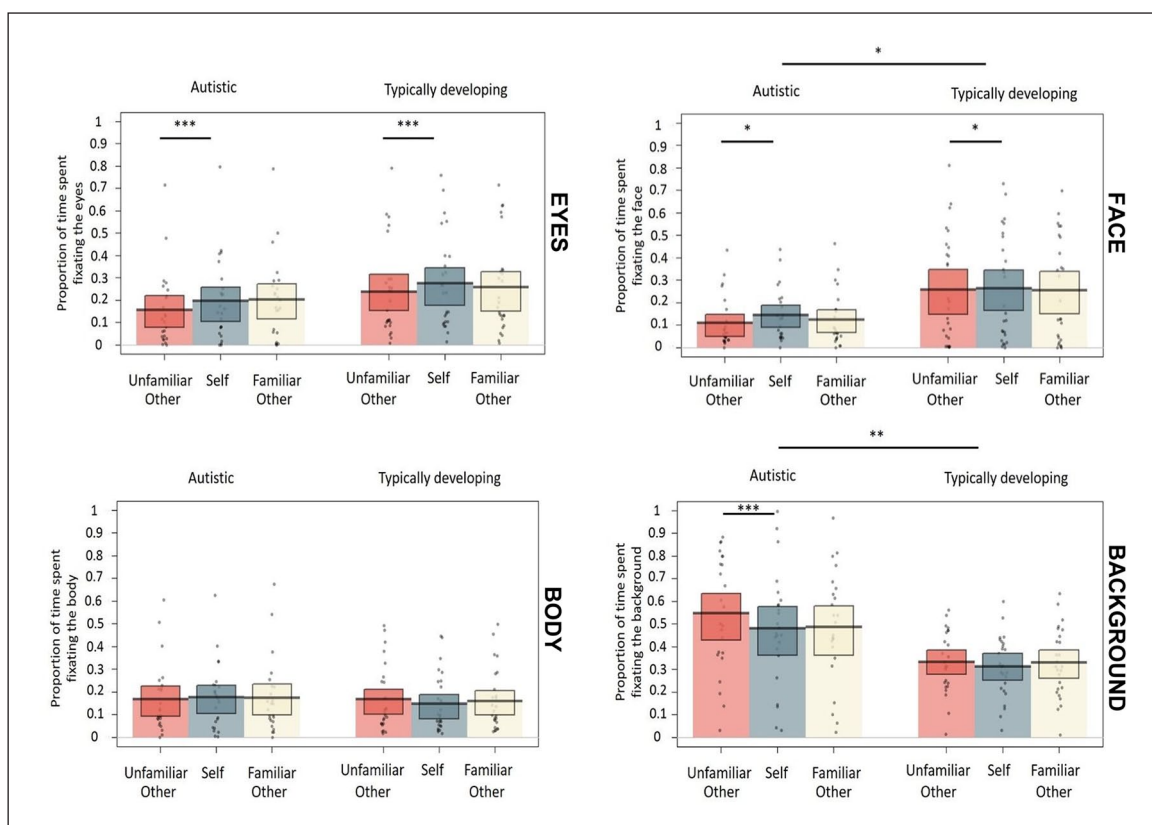 Autistic
Typically developing
***
***
1
0.9
0.8
0.7
0.6
0.5
0.4
0.3
0.2
0.1
0
Proportion of time spent
fixating the eyes
EYES
Unfamiliar Other
Self
Familiar Other
Unfamiliar Other
Self
Familiar Other
*
Autistic
Typically developing
*
*
1
0.9
0.8
0.7
0.6
0.5
0.4
0.3
0.2
0.1
0
Proportion of time spent
fixating the face
FACE
Unfamiliar Other
Self
Familiar Other
Unfamiliar Other
Self
Familiar Other
Autistic
Typically developing
1
0.9
0.8
0.7
0.6
0.5
0.4
0.3
0.2
0.1
0
Proportion of time spent
fixating the body
BODY
Unfamiliar Other
Self
Familiar Other
Unfamiliar Other
Self
Familiar Other
**
Autistic
Typically developing
***
1
0.9
0.8
0.7
0.6
0.5
0.4
0.3
0.2
0.1
0
Proportion of time spent
fixating the background
BACKGROUND
Unfamiliar Other
Self
Familiar Other
Unfamiliar Other
Self
Familiar Other